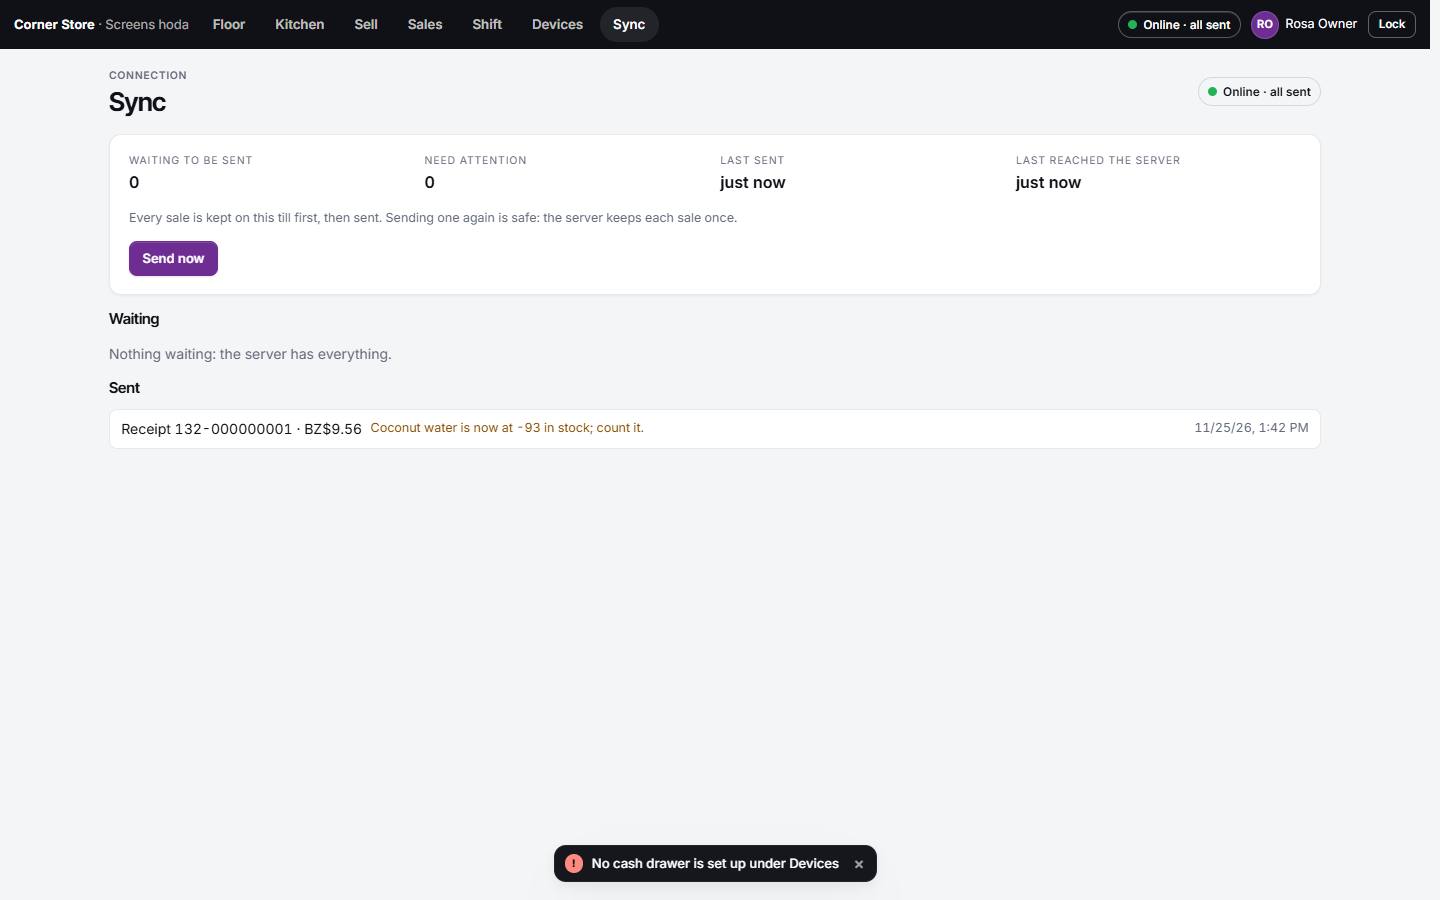 Corner Store · Screens hoda Floor Kitchen Sell Sales Shift Devices Sync Online · all sent RO Rosa Owner Lock
CONNECTION
Sync
Online · all sent
WAITING TO BE SENT NEED ATTENTION LAST SENT LAST REACHED THE SERVER
0 0 just now just now
Every sale is kept on this till first, then sent. Sending one again is safe: the server keeps each sale once.
Send now
Waiting
Nothing waiting: the server has everything.
Sent
Receipt 132-000000001 · BZ$9.56 Coconut water is now at -93 in stock; count it. 11/25/26, 1:42 PM
! No cash drawer is set up under Devices ×